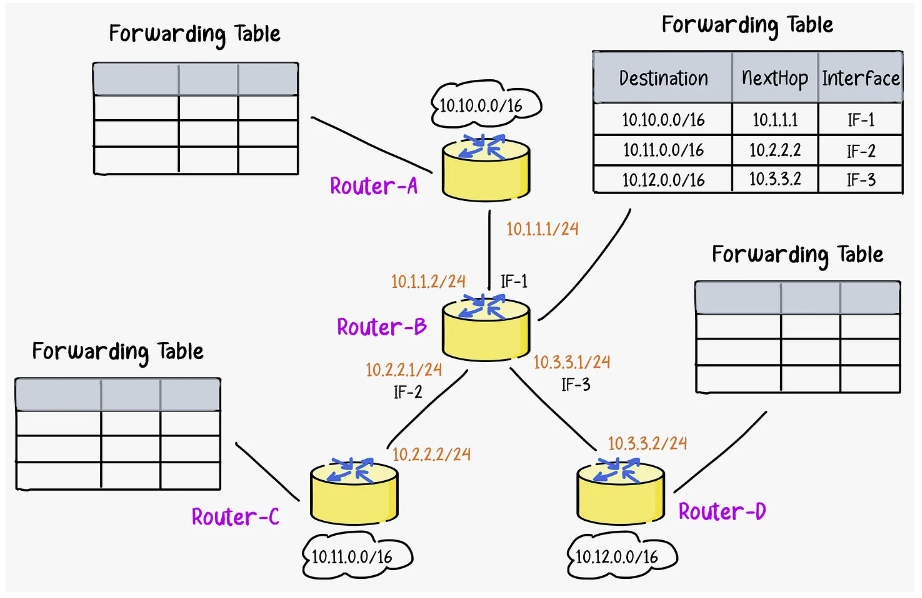 Forwarding Table
Forwarding Table
Destination NextHop Interface
10.10.0.0/16 10.1.1.1 IF-1
10.11.0.0/16 10.2.2.2 IF-2
10.12.0.0/16 10.3.3.2 IF-3
10.10.0.0/16
Router-A
10.1.1.1/24
Forwarding Table
10.1.1.2/24 IF-1
Router-B
Forwarding Table
10.2.2.1/24
IF-2
10.3.3.1/24
IF-3
10.2.2.2/24
10.3.3.2/24
Router-C
Router-D
10.11.0.0/16
10.12.0.0/16